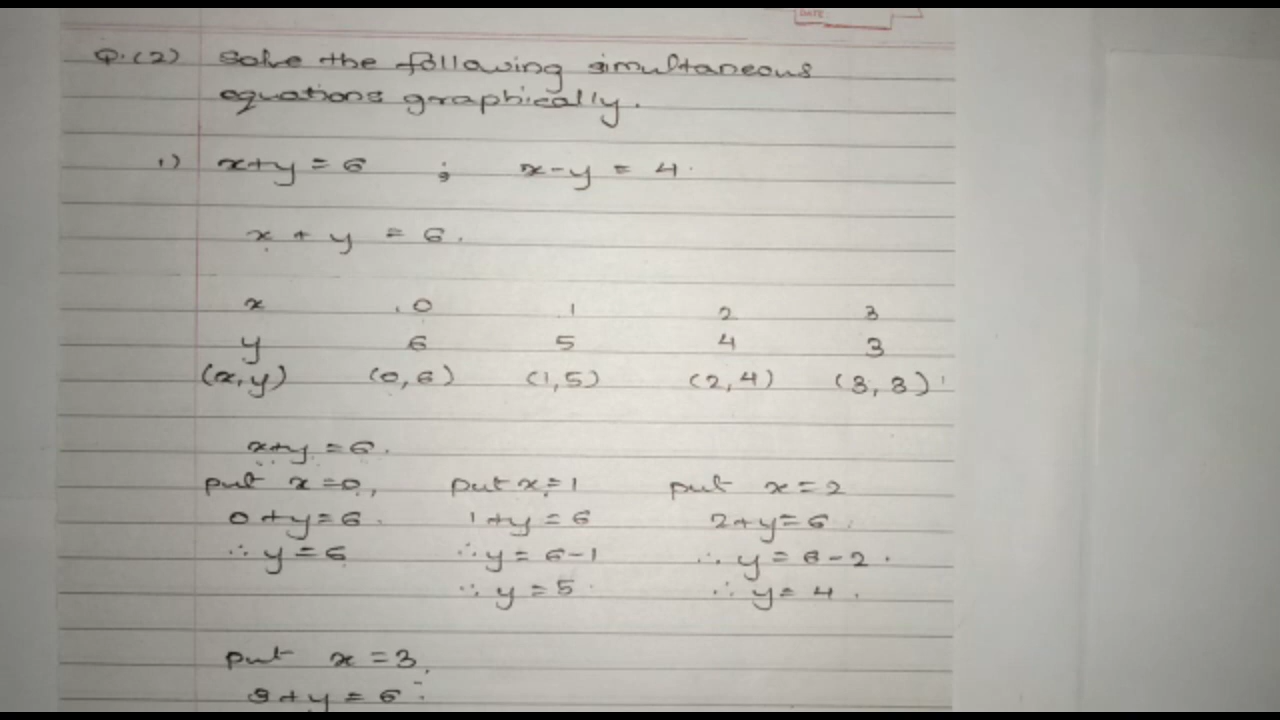 DATE:
Q.(2) Solve the following simultaneous
equations graphically.
1) x+y=6 ; x-y = 4.
x + y = 6.
x 0 1 2 3
y 6 5 4 3
(x,y) (0,6) (1,5) (2,4) (3,3)
x+y=6.
put x=0, put x=1 put x=2
0+y=6. 1+y=6 2+y=6.
∴y=6 ∴y=6-1 ∴y=6-2.
∴y=5. ∴y=4.
put x=3.
3+y=6.